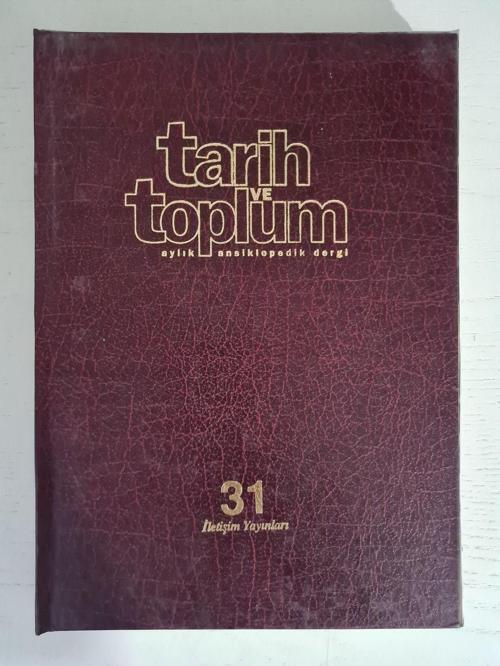 tarih
VE
toplum
aylık ansiklopedik dergi
31
İletişim Yayınları